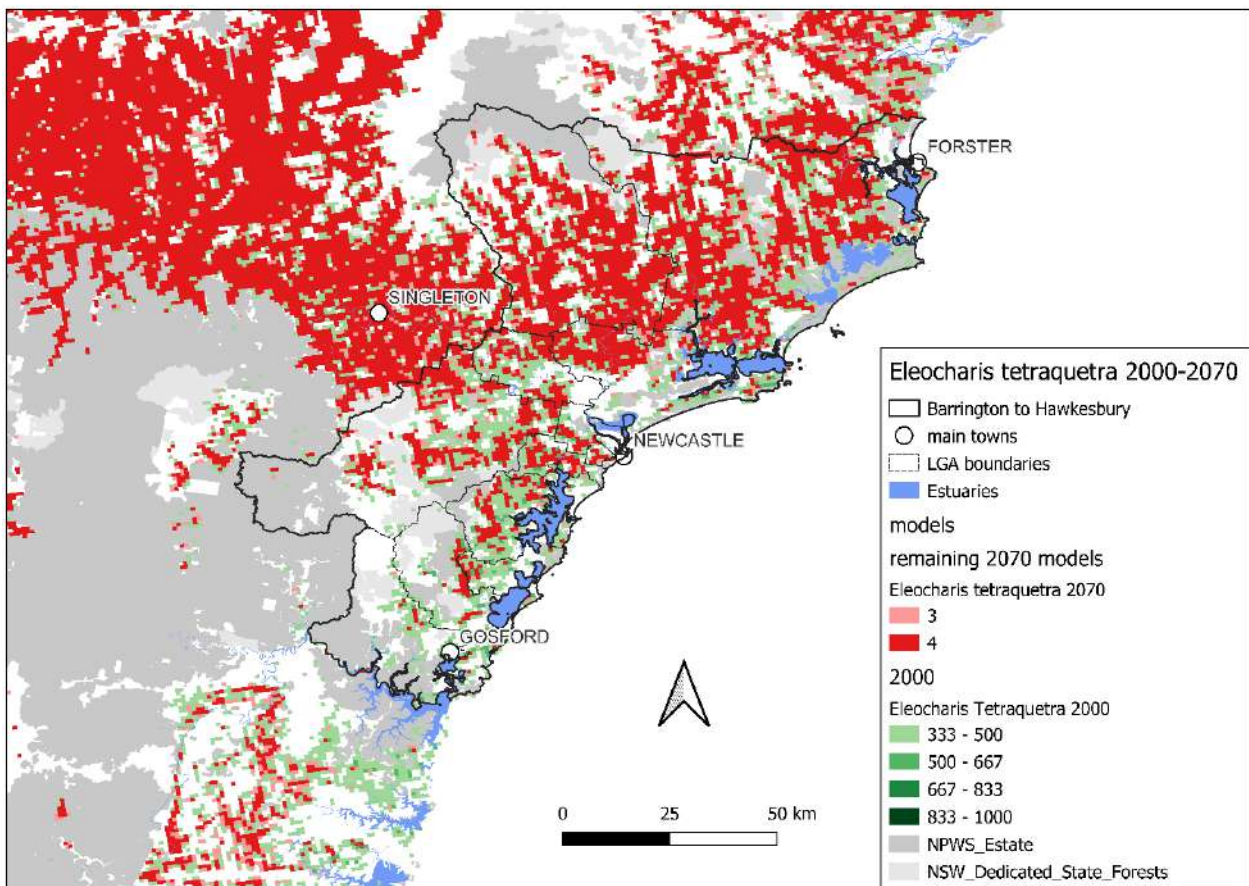 FORSTER
SINGLETON
NEWCASTLE
GOSFORD
Eleocharis tetraquetra 2000-2070
Barrington to Hawkesbury
main towns
LGA boundaries
Estuaries
models
remaining 2070 models
Eleocharis tetraquetra 2070
3
4
2000
Eleocharis Tetraquetra 2000
333 - 500
500 - 667
667 - 833
833 - 1000
NPWS_Estate
NSW_Dedicated_State_Forests
0 25 50 km